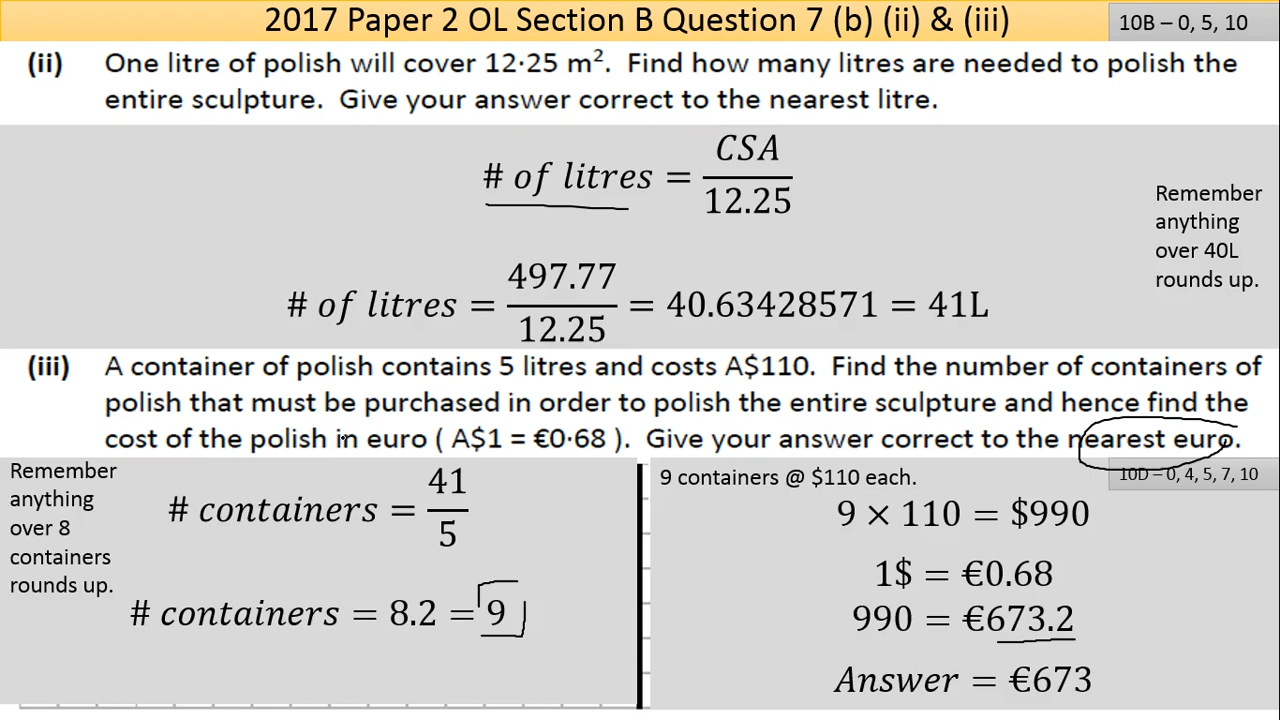 2017 Paper 2 OL Section B Question 7 (b) (ii) & (iii)
10B – 0, 5, 10
(ii) One litre of polish will cover 12·25 m². Find how many litres are needed to polish the
entire sculpture. Give your answer correct to the nearest litre.
# of litres = CSA / 12.25
# of litres = 497.77 / 12.25 = 40.63428571 = 41L
Remember
anything
over 40L
rounds up.
(iii) A container of polish contains 5 litres and costs A$110. Find the number of containers of
polish that must be purchased in order to polish the entire sculpture and hence find the
cost of the polish in euro ( A$1 = €0·68 ). Give your answer correct to the nearest euro.
Remember
anything
over 8
containers
rounds up.
# containers = 41 / 5
# containers = 8.2 = 9
9 containers @ $110 each.
10D – 0, 4, 5, 7, 10
9 × 110 = $990
1$ = €0.68
990 = €673.2
Answer = €673